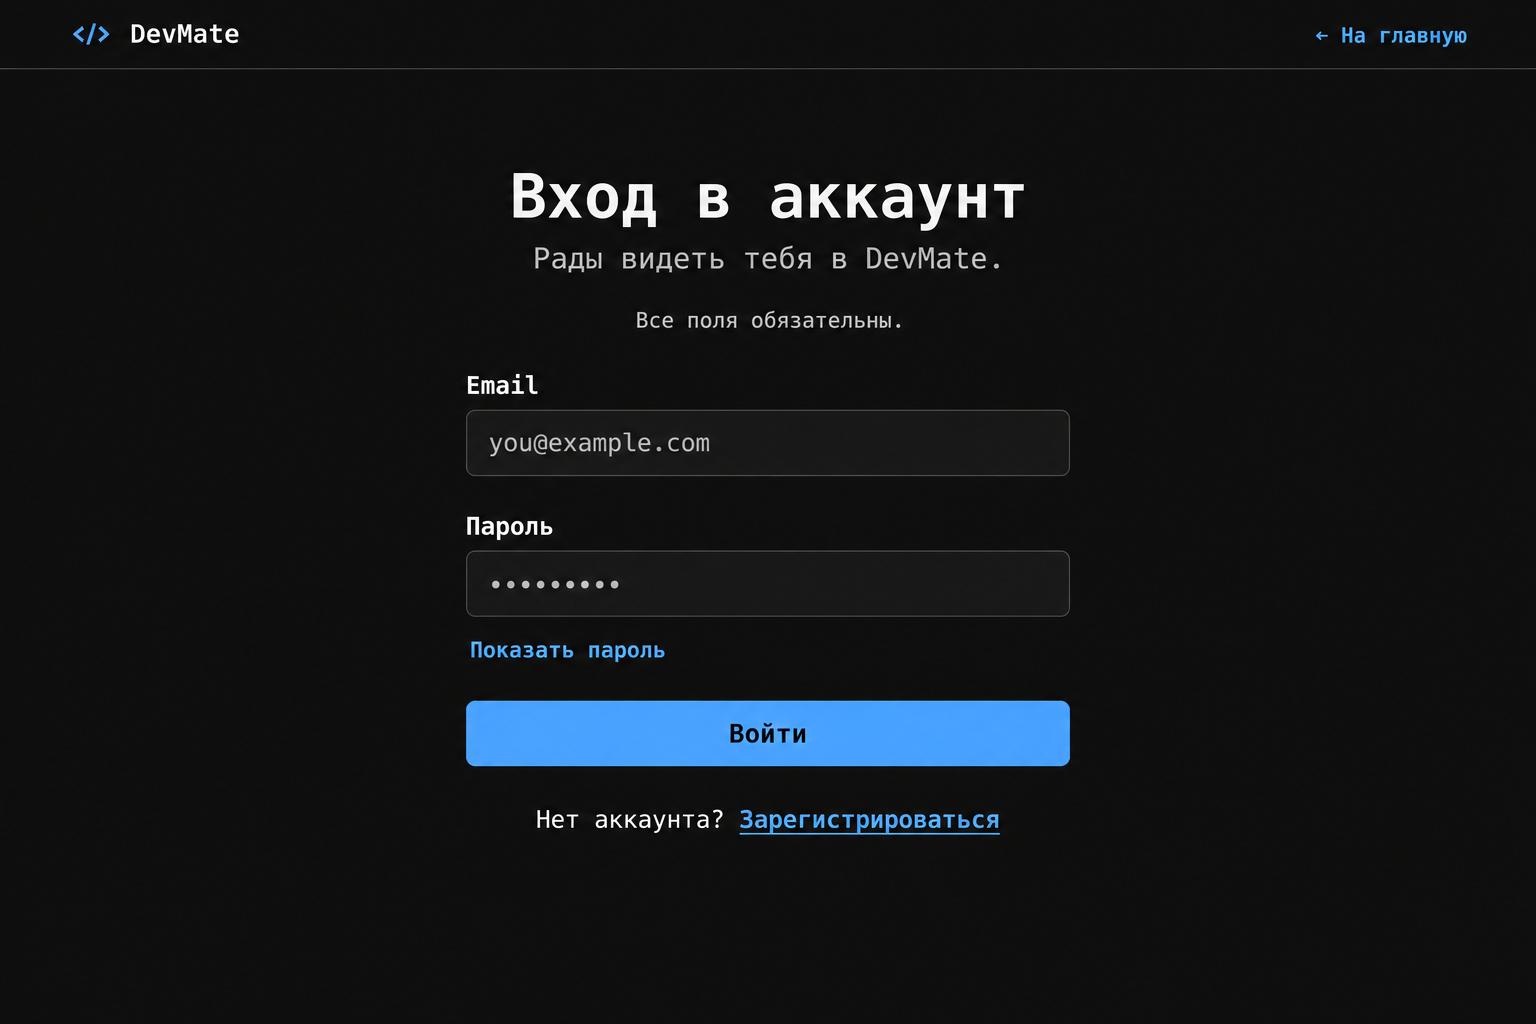 </> DevMate
← На главную
Вход в аккаунт
Рады видеть тебя в DevMate.
Все поля обязательны.
Email
you@example.com
Пароль
•••••••••
Показать пароль
Войти
Нет аккаунта? Зарегистрироваться